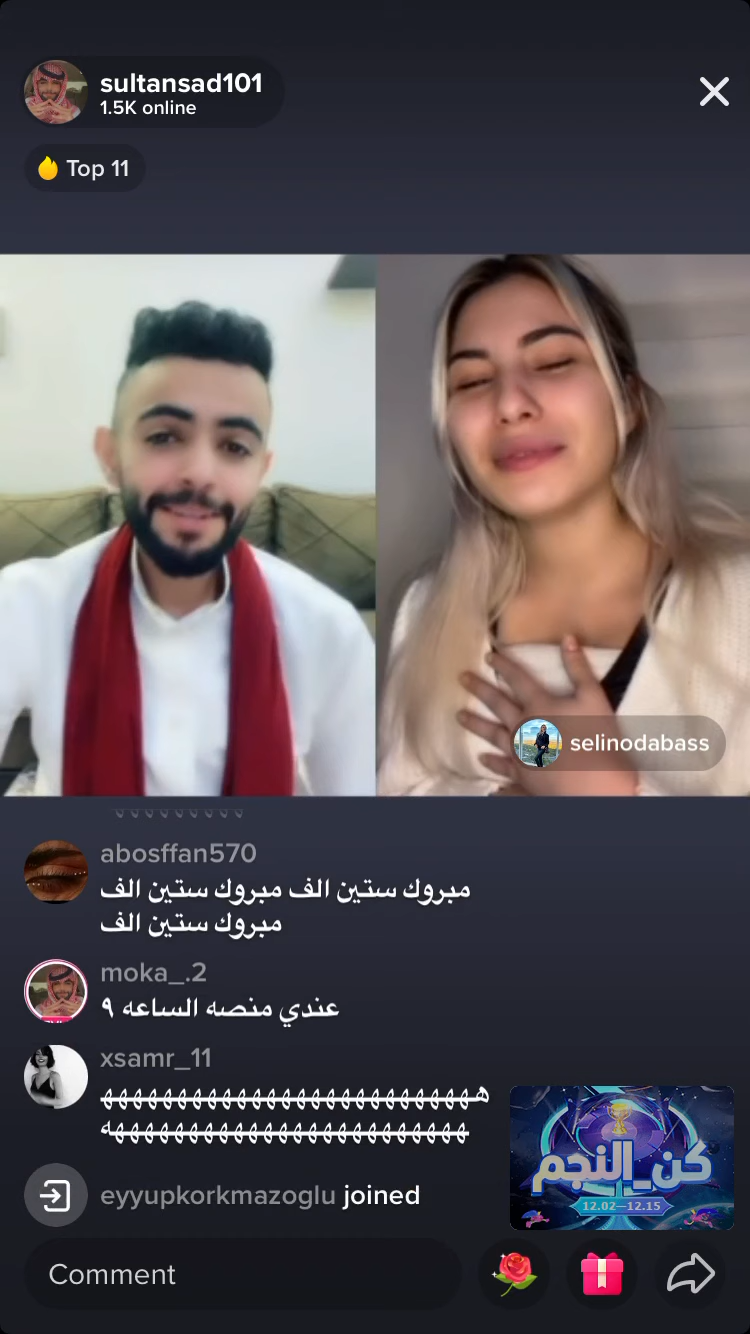 sultansad101
1.5K online
Top 11
selinodabass
abosffan570
مبروك ستين الف مبروك ستين الف
مبروك ستين الف
moka_.2
عندي منصه الساعه ٩
xsamr_11
هههههههههههههههههههههههههه
ههههههههههههههههههههههههه
eyyupkorkmazoglu joined
كن_النجم
12.02—12.15
Comment